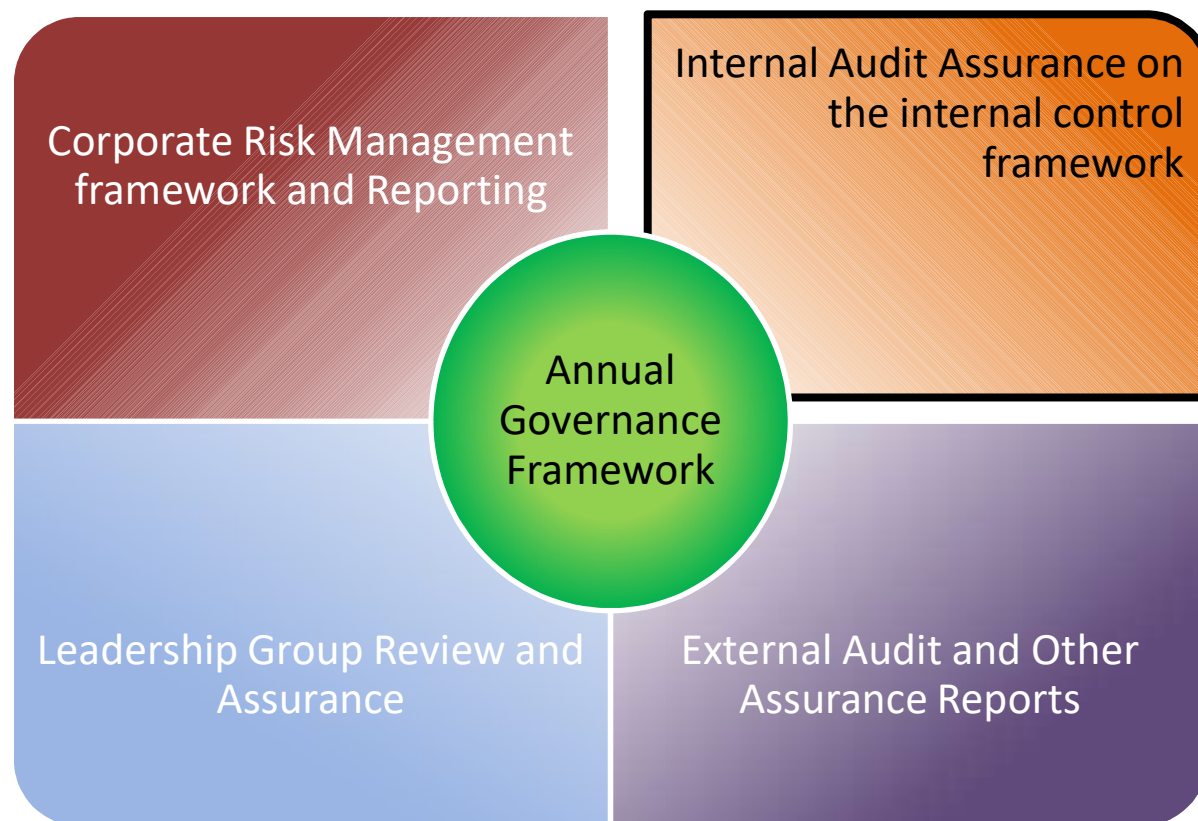 Corporate Risk Management
framework and Reporting
Internal Audit Assurance on
the internal control
framework
Annual
Governance
Framework
Leadership Group Review and
Assurance
External Audit and Other
Assurance Reports